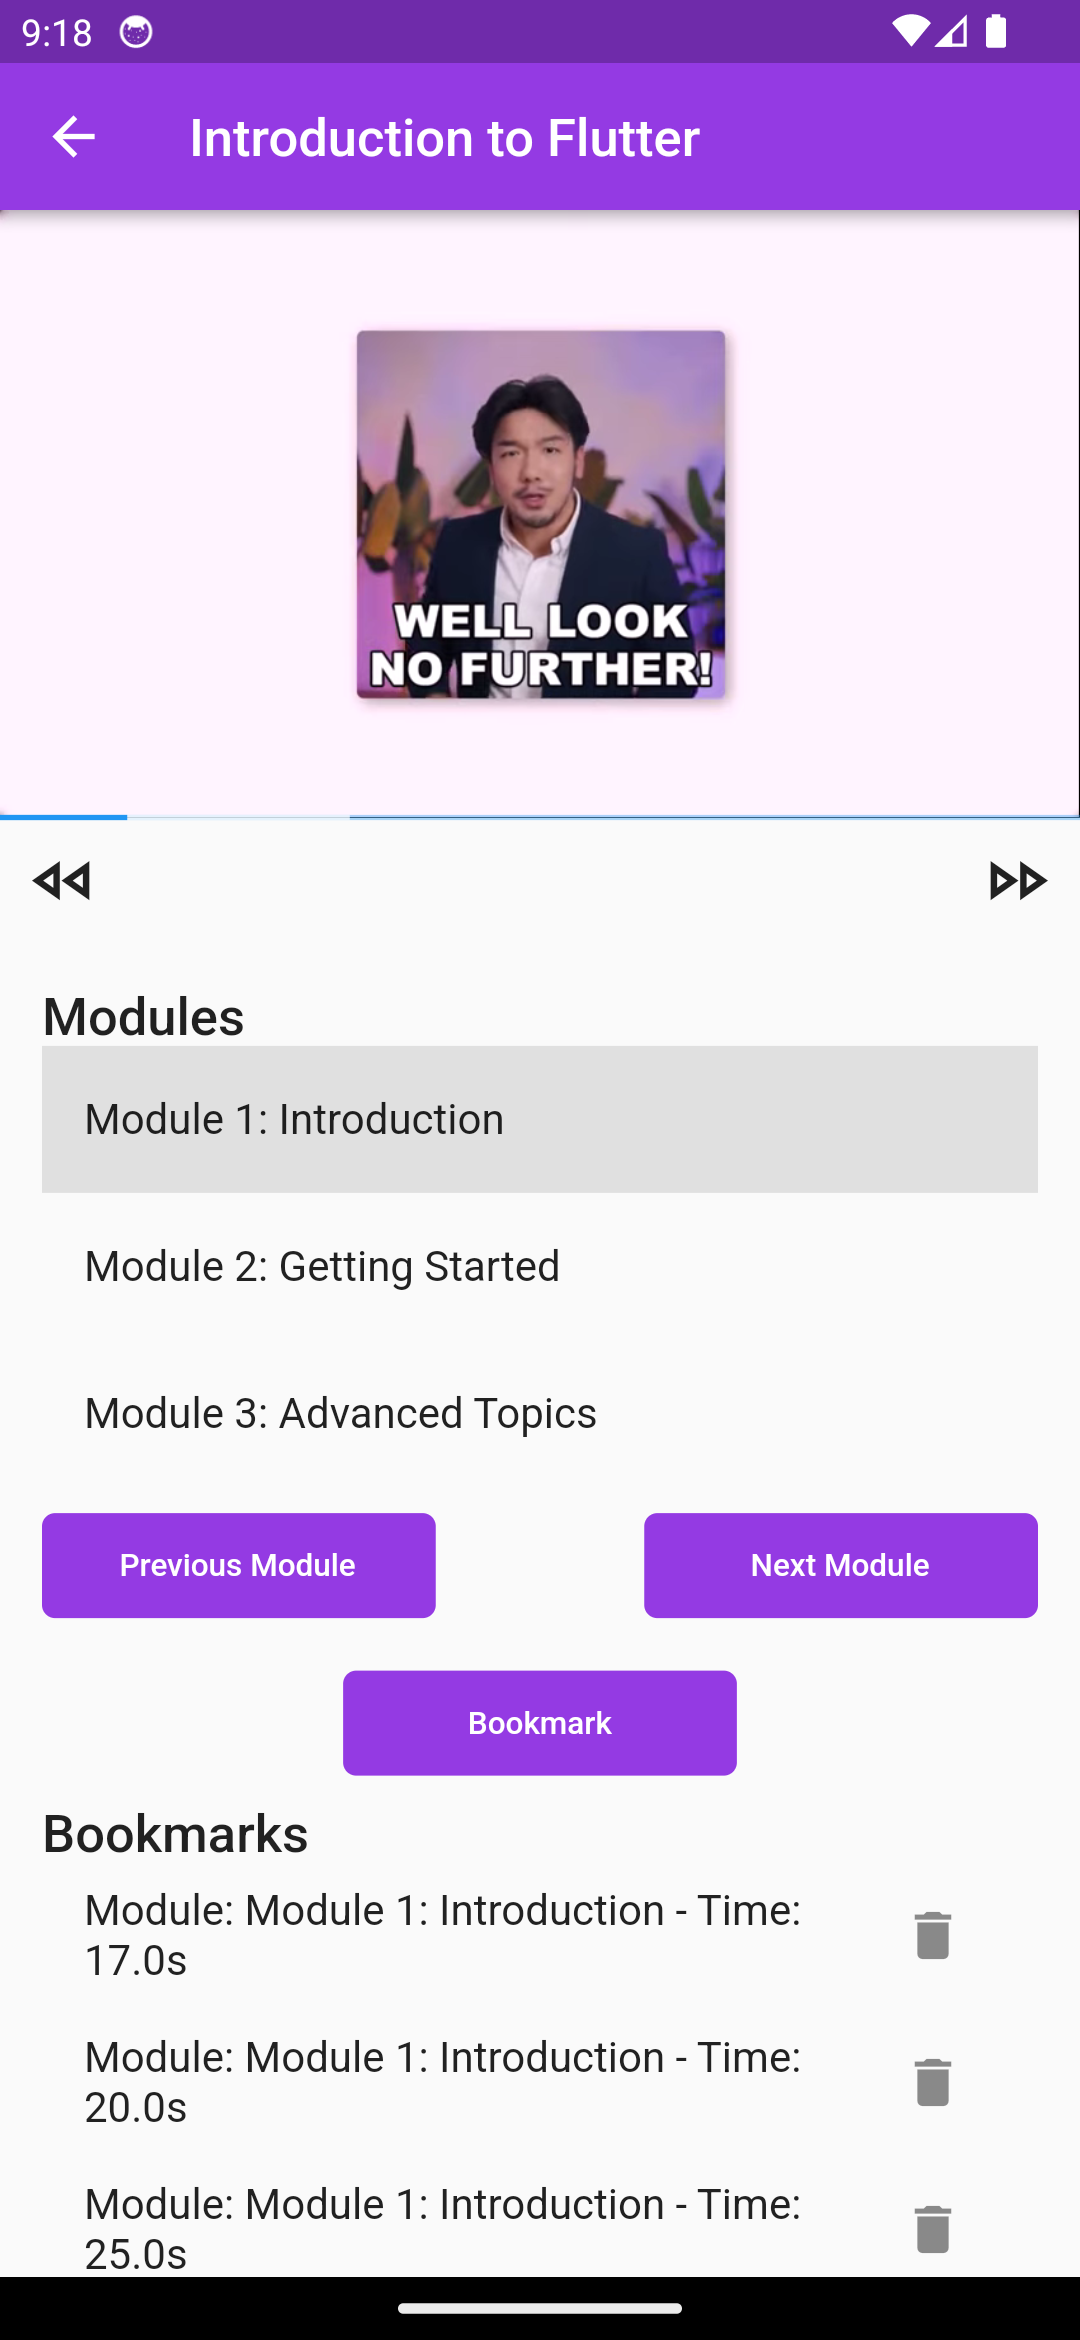 9:18
Introduction to Flutter
WELL LOOK
NO FURTHER!
Modules
Module 1: Introduction
Module 2: Getting Started
Module 3: Advanced Topics
Previous Module
Next Module
Bookmark
Bookmarks
Module: Module 1: Introduction - Time:
17.0s
Module: Module 1: Introduction - Time:
20.0s
Module: Module 1: Introduction - Time:
25.0s